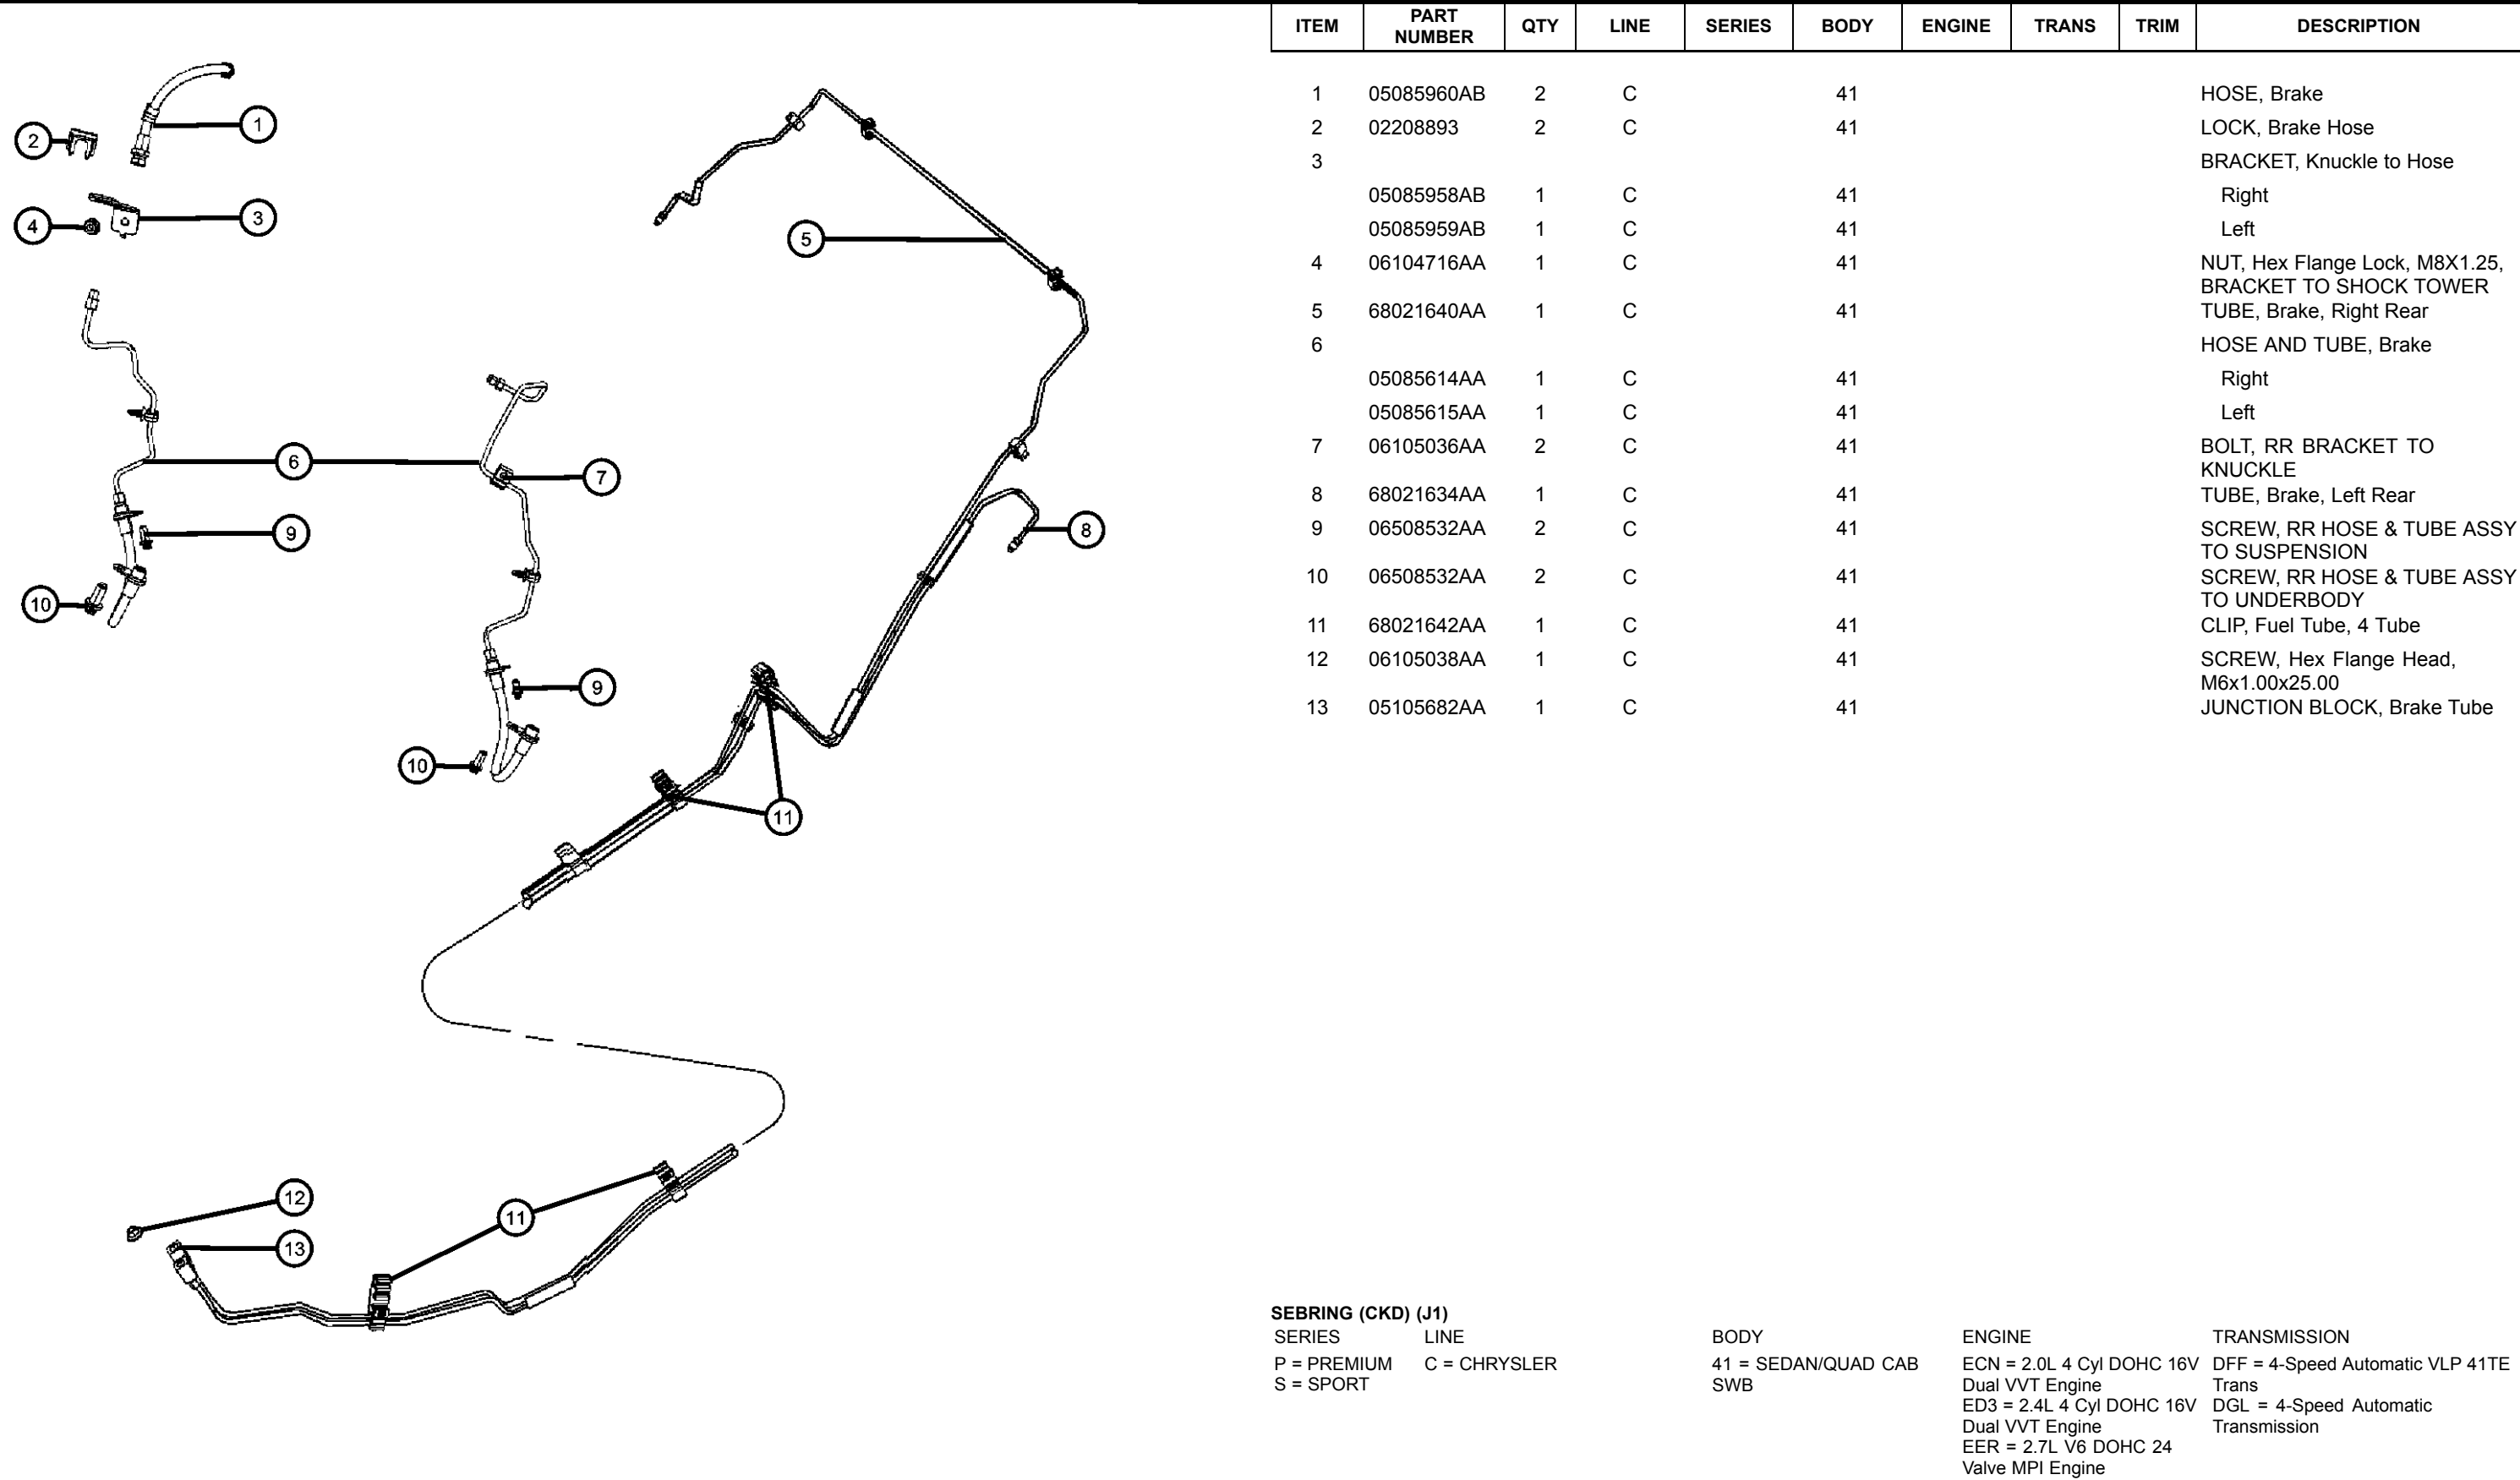 ITEM PART NUMBER QTY LINE SERIES BODY ENGINE TRANS TRIM DESCRIPTION
1 05085960AB 2 C 41 HOSE, Brake
2 02208893 2 C 41 LOCK, Brake Hose
3 BRACKET, Knuckle to Hose
05085958AB 1 C 41 Right
05085959AB 1 C 41 Left
4 06104716AA 1 C 41 NUT, Hex Flange Lock, M8X1.25,
BRACKET TO SHOCK TOWER
5 68021640AA 1 C 41 TUBE, Brake, Right Rear
6 HOSE AND TUBE, Brake
05085614AA 1 C 41 Right
05085615AA 1 C 41 Left
7 06105036AA 2 C 41 BOLT, RR BRACKET TO
KNUCKLE
8 68021634AA 1 C 41 TUBE, Brake, Left Rear
9 06508532AA 2 C 41 SCREW, RR HOSE & TUBE ASSY
TO SUSPENSION
10 06508532AA 2 C 41 SCREW, RR HOSE & TUBE ASSY
TO UNDERBODY
11 68021642AA 1 C 41 CLIP, Fuel Tube, 4 Tube
12 06105038AA 1 C 41 SCREW, Hex Flange Head,
M6x1.00x25.00
13 05105682AA 1 C 41 JUNCTION BLOCK, Brake Tube
1
2
3
4
5
6
7
8
9
10
9
10
11
11
12
13
SEBRING (CKD) (J1)
SERIES LINE BODY ENGINE TRANSMISSION
P = PREMIUM C = CHRYSLER 41 = SEDAN/QUAD CAB ECN = 2.0L 4 Cyl DOHC 16V DFF = 4-Speed Automatic VLP 41TE
S = SPORT SWB Dual VVT Engine Trans
ED3 = 2.4L 4 Cyl DOHC 16V DGL = 4-Speed Automatic
Dual VVT Engine Transmission
EER = 2.7L V6 DOHC 24
Valve MPI Engine